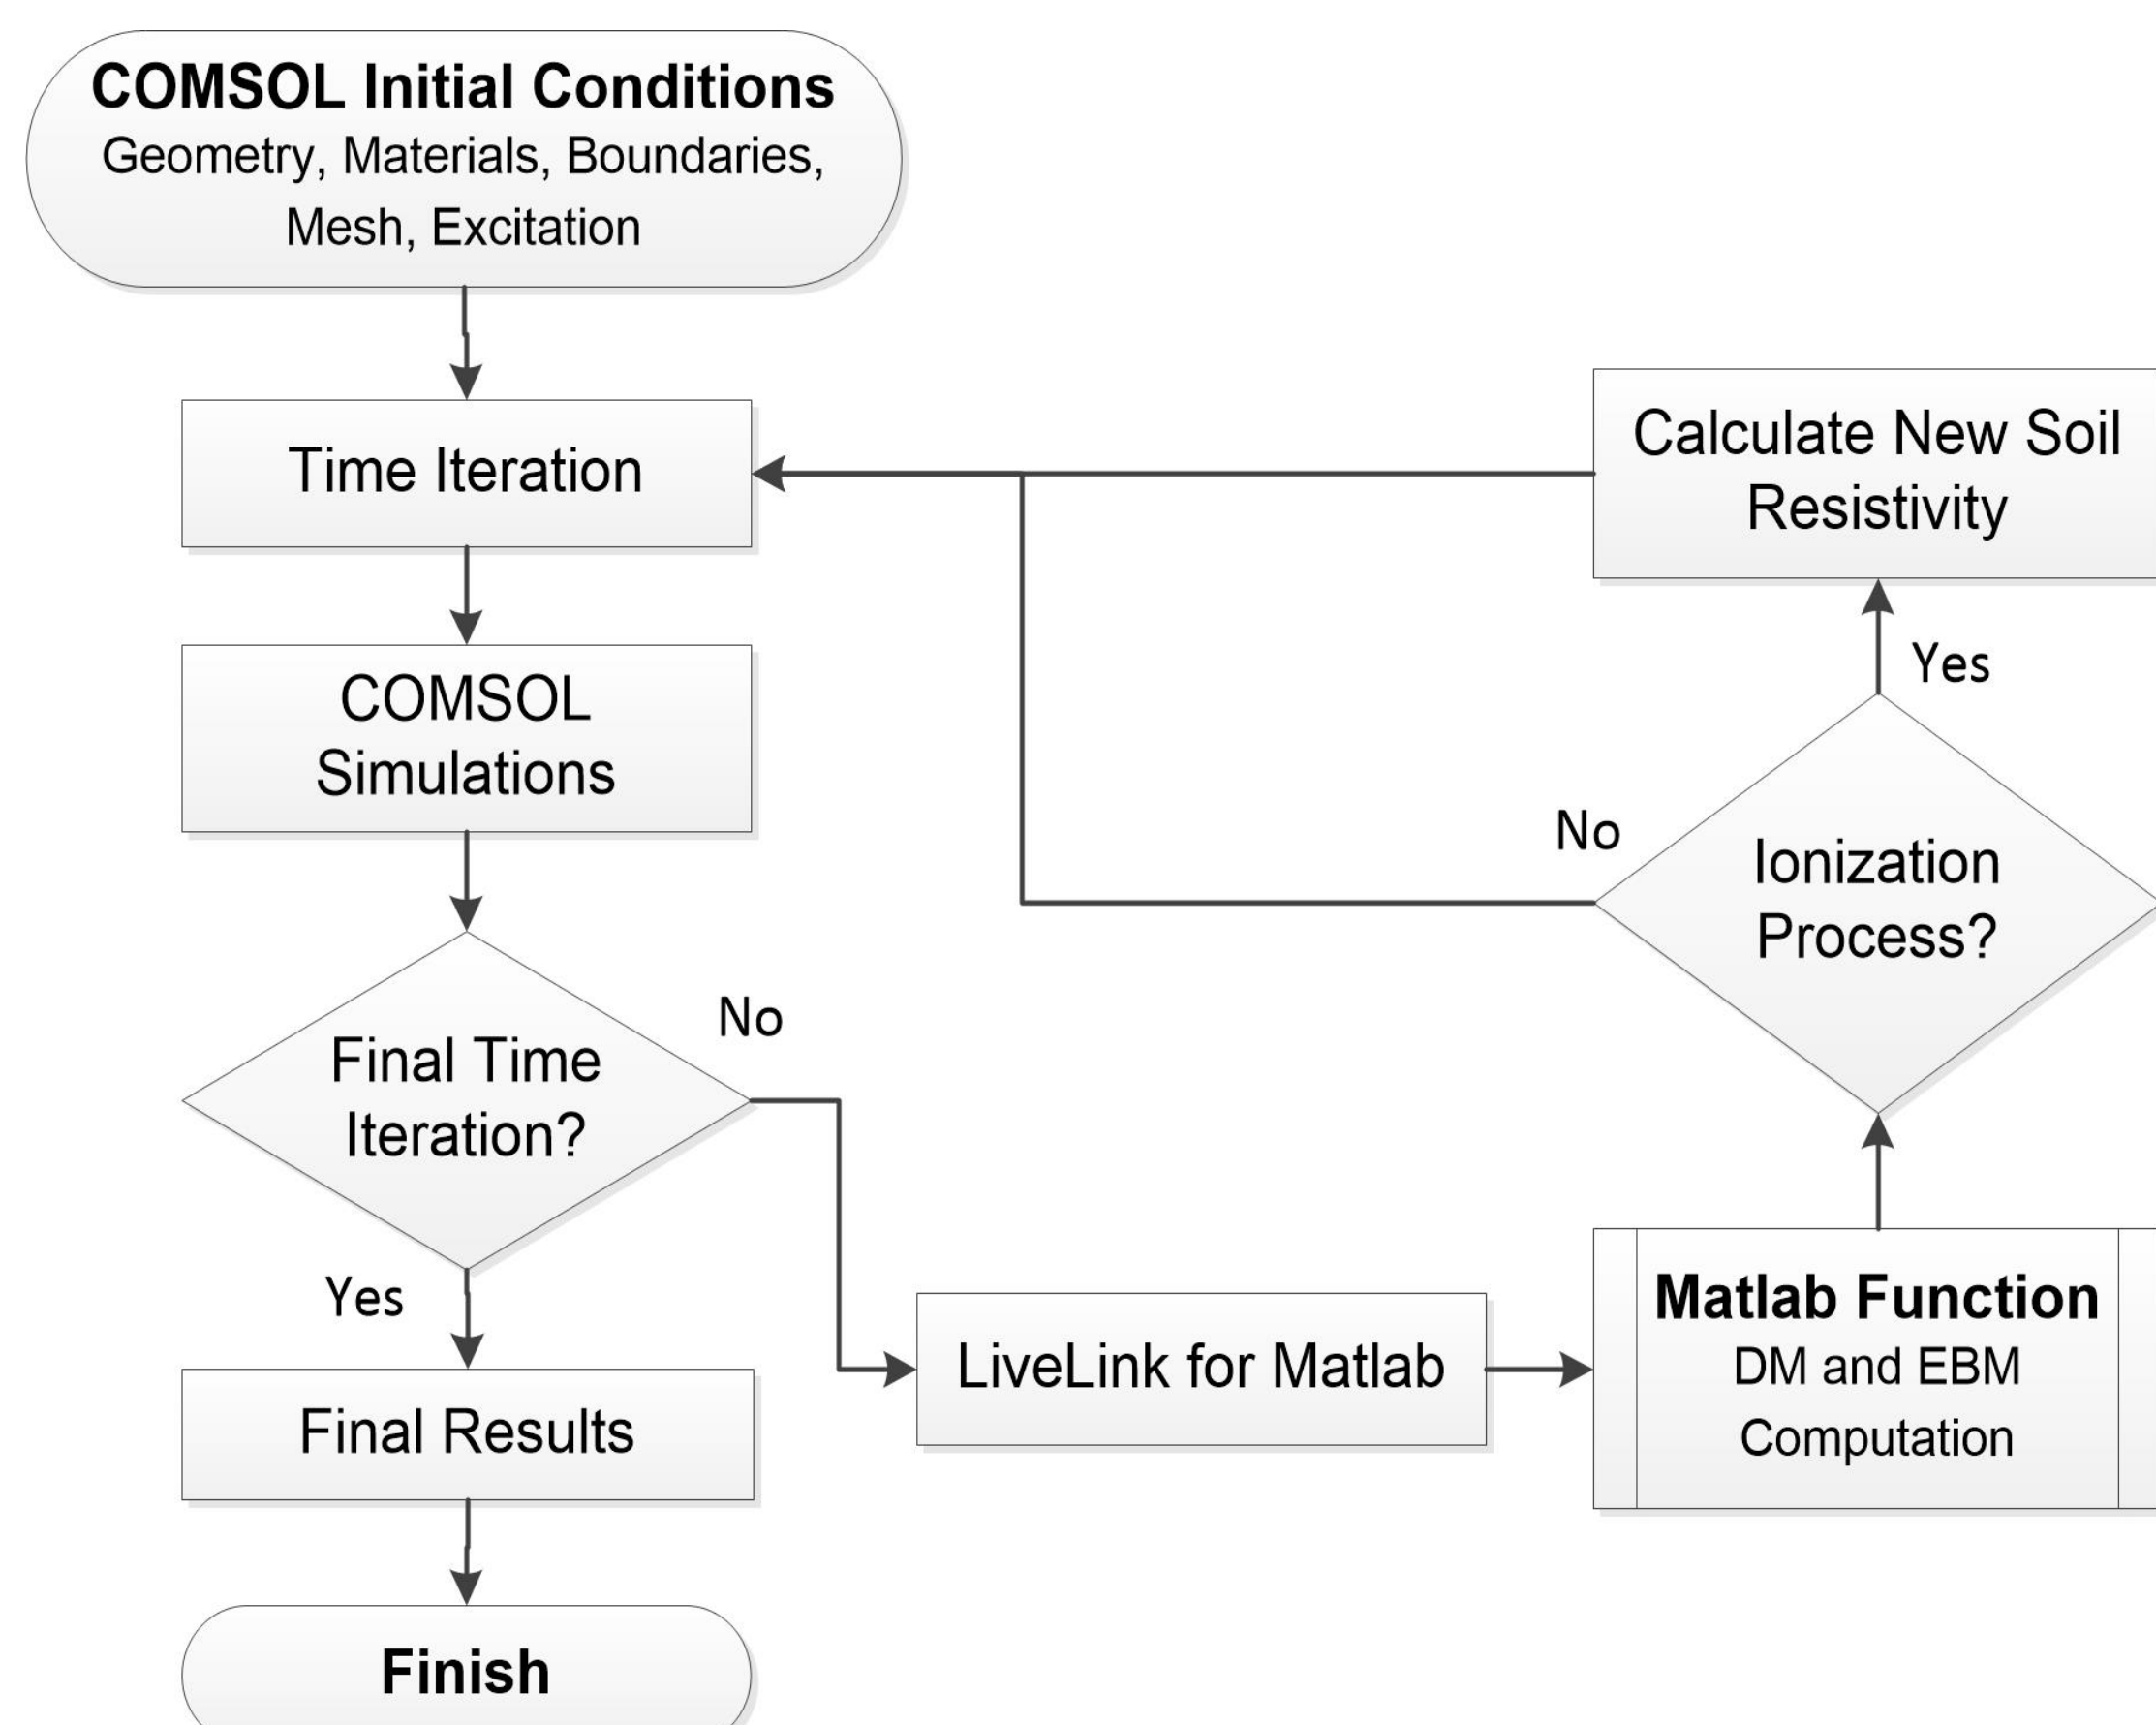 COMSOL Initial Conditions
Geometry, Materials, Boundaries,
Mesh, Excitation
Time Iteration
COMSOL
Simulations
Final Time
Iteration?
No
Yes
Final Results
Finish
LiveLink for Matlab
Matlab Function
DM and EBM
Computation
Ionization
Process?
No
Yes
Calculate New Soil
Resistivity